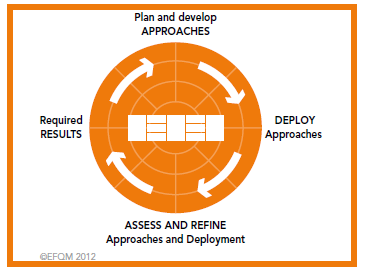 Plan and develop
APPROACHES
Required
RESULTS
DEPLOY
Approaches
ASSESS AND REFINE
Approaches and Deployment
©EFQM 2012